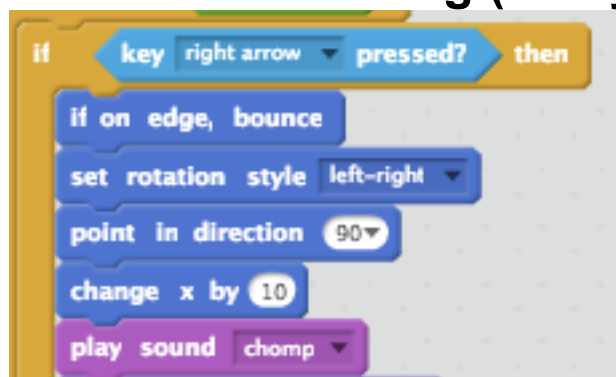 if key right arrow pressed? then
if on edge, bounce
set rotation style left-right
point in direction 90
change x by 10
play sound chomp